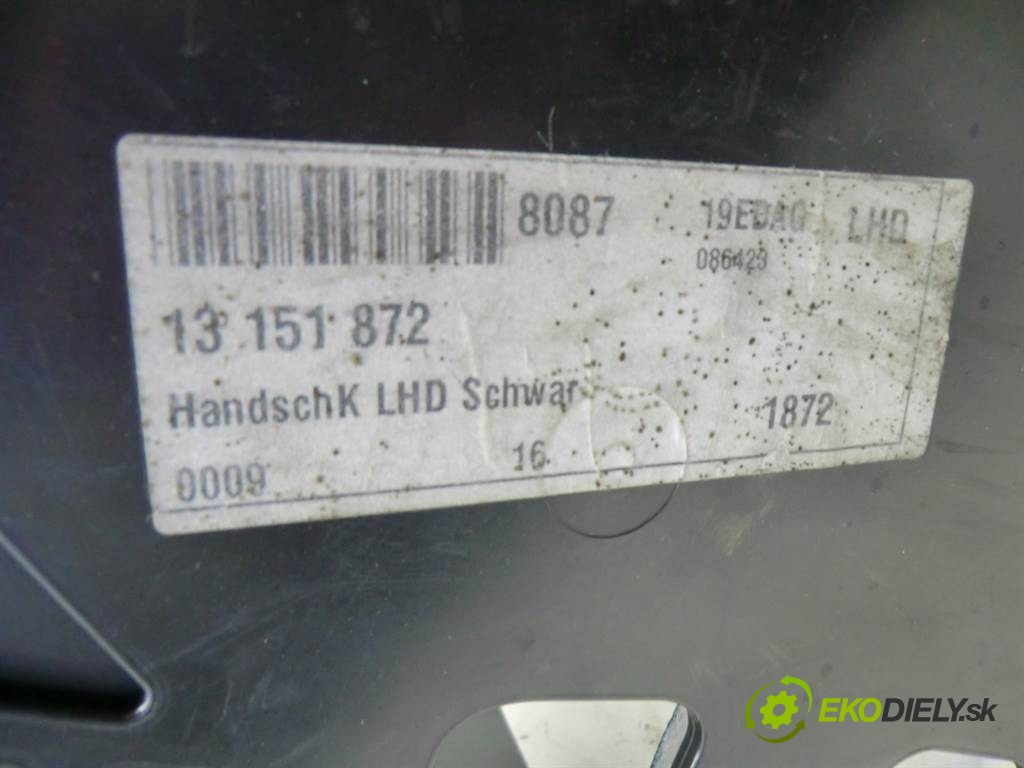 8087 19EDAG LHD
086423
13 151 872
HandschK LHD Schwar
1872
0009 16
EKODIELY.sk